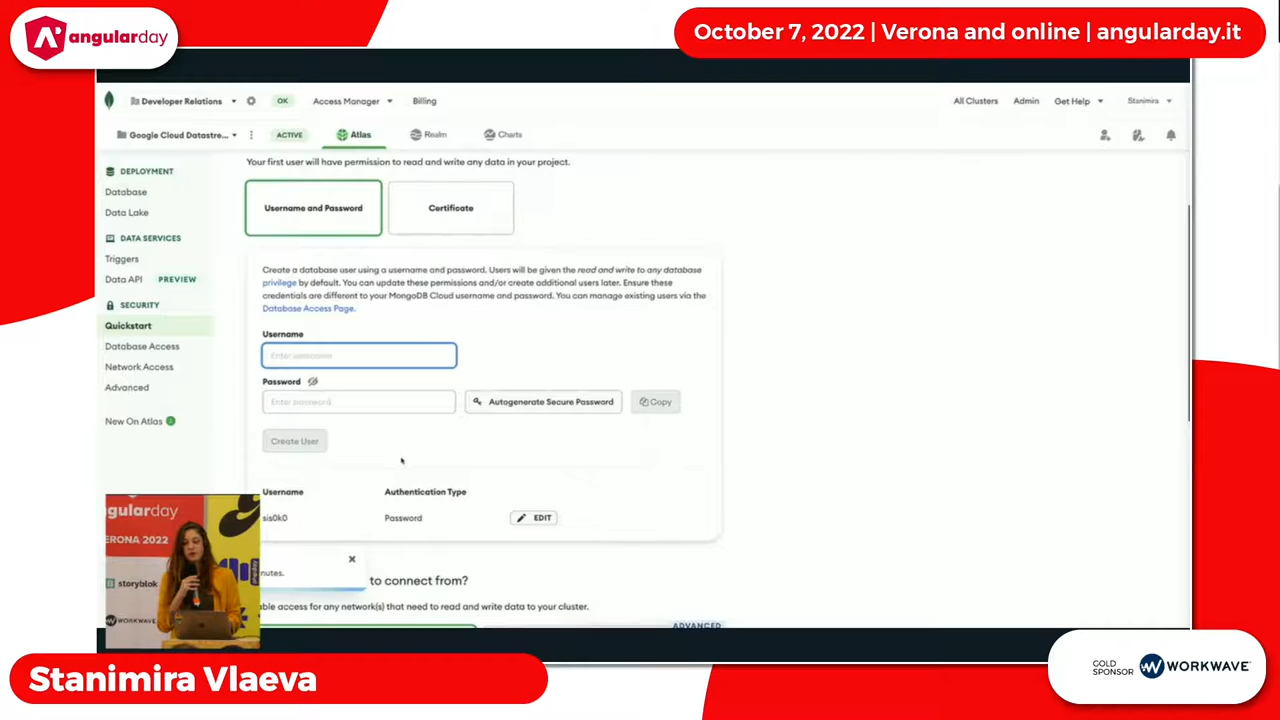 angularday
October 7, 2022 | Verona and online | angularday.it
Developer Relations
OK
Access Manager
Billing
All Clusters
Admin
Get Help
Stanimira
Google Cloud Datastre...
ACTIVE
Atlas
Realm
Charts
DEPLOYMENT
Database
Data Lake
DATA SERVICES
Triggers
Data API PREVIEW
SECURITY
Quickstart
Database Access
Network Access
Advanced
New On Atlas
Your first user will have permission to read and write any data in your project.
Username and Password
Certificate
Create a database user using a username and password. Users will be given the read and write to any database
privilege by default. You can update these permissions and/or create additional users later. Ensure these
credentials are different to your MongoDB Cloud username and password. You can manage existing users via the
Database Access Page.
Username
Enter username
Password
Enter password
Autogenerate Secure Password
Copy
Create User
Username
Authentication Type
sis0k0
Password
EDIT
nutes.
to connect from?
able access for any network(s) that need to read and write data to your cluster.
ADVANCED
gularday
ERONA 2022
storyblok
WORKWAVE
Stanimira Vlaeva
GOLD
SPONSOR
WORKWAVE